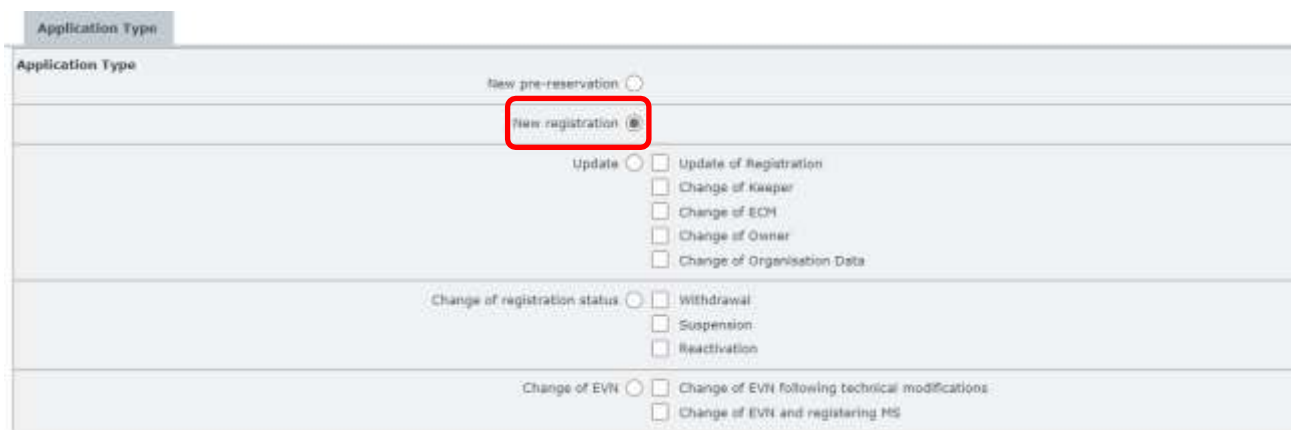 Application Type
Application Type
New pre-reservation
New registration
Update
Update of Registration
Change of Keeper
Change of ECM
Change of Owner
Change of Organisation Data
Change of registration status
Withdrawal
Suspension
Reactivation
Change of EVN
Change of EVN following technical modifications
Change of EVN and registering MS